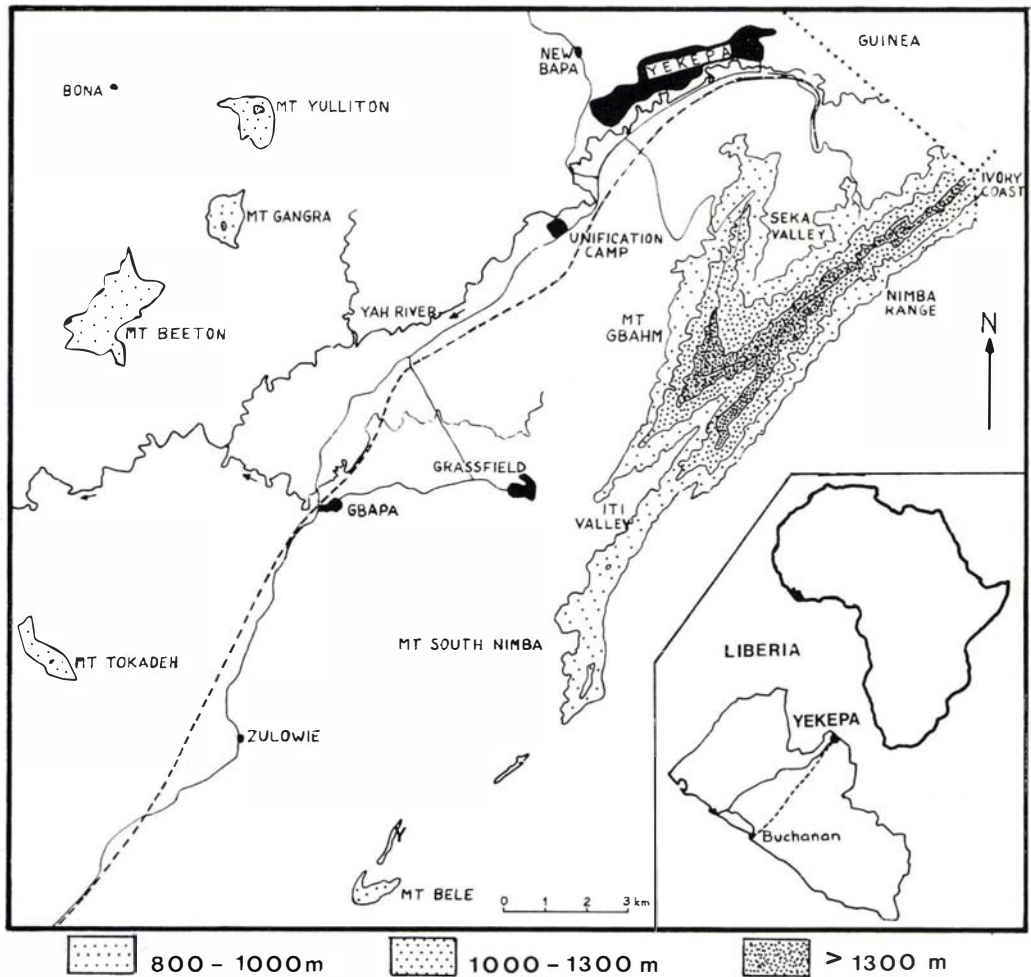 GUINEA
NEW
BAPA
YEKEPA
BONA
MT YULLITON
IVORY
COAST
MT GANGRA
SEKA
VALLEY
UNIFICATION
CAMP
NIMBA
RANGE
YAH RIVER
MT
GBAHM
MT BEETON
N
GRASSFIELD
GBAPA
ITI
VALLEY
MT SOUTH NIMBA
LIBERIA
MT TOKADEH
YEKEPA
ZULOWIE
Buchanan
MT BELE
0 1 2 3 km
800 - 1000m
1000 - 1300 m
> 1300 m